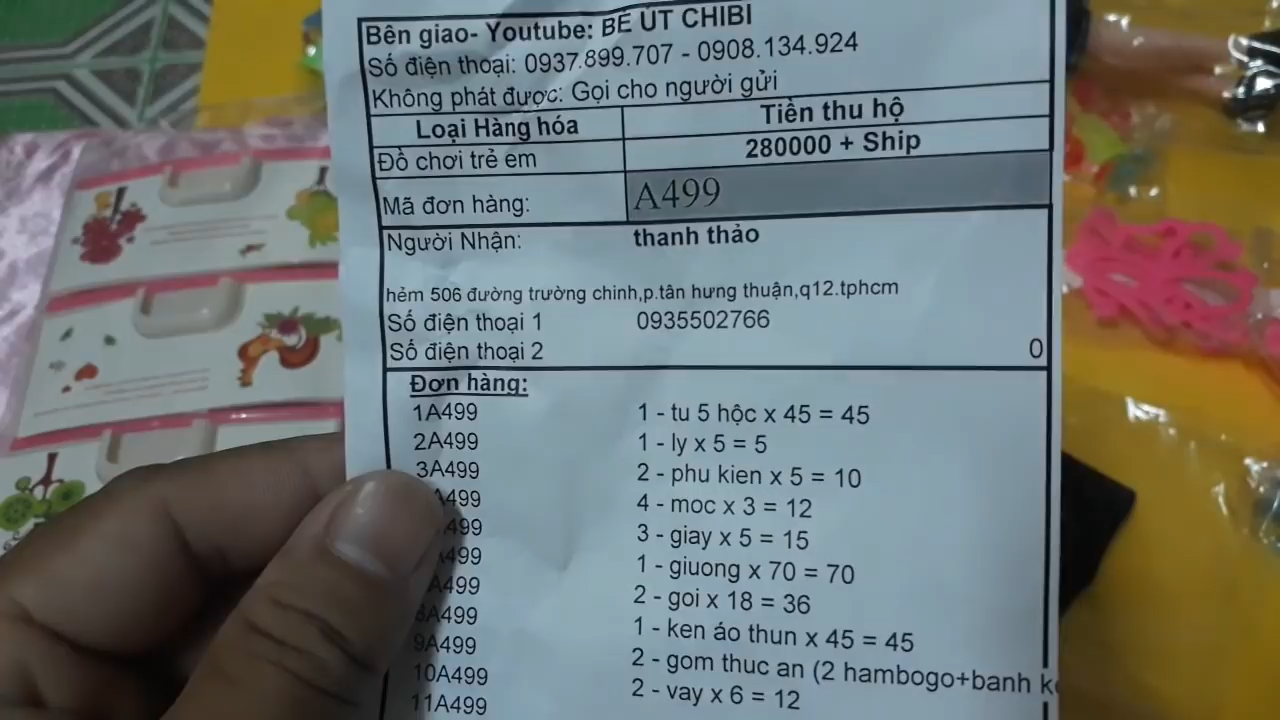 Bên giao- Youtube: BÉ ÚT CHIBI
Số điện thoại: 0937.899.707 - 0908.134.924
Không phát được: Gọi cho người gửi
Loại Hàng hóa Tiền thu hộ
Đồ chơi trẻ em 280000 + Ship
Mã đơn hàng: A499
Người Nhận: thanh thảo
hẻm 506 đường trường chinh,p.tân hưng thuận,q12.tphcm
Số điện thoại 1 0935502766
Số điện thoại 2 0
Đơn hàng:
1A499 1 - tu 5 hộc x 45 = 45
2A499 1 - ly x 5 = 5
3A499 2 - phu kien x 5 = 10
A499 4 - moc x 3 = 12
499 3 - giay x 5 = 15
A499 1 - giuong x 70 = 70
A499 2 - goi x 18 = 36
8A499 1 - ken áo thun x 45 = 45
9A499 2 - gom thuc an (2 hambogo+banh
10A499 2 - vay x 6 = 12
11A499